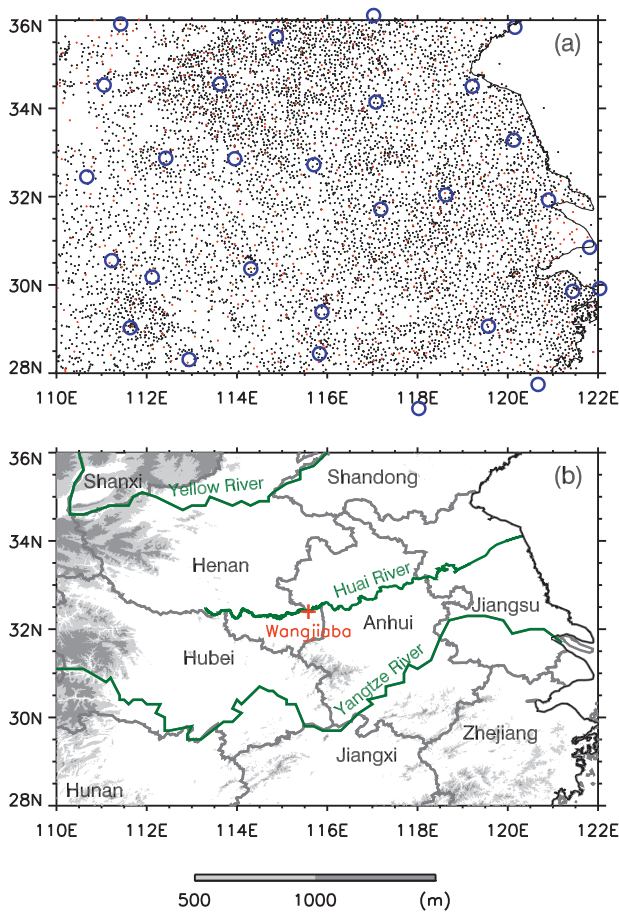 36N
(a)
34N
32N
30N
28N
110E 112E 114E 116E 118E 120E 122E
36N
(b)
Shanxi
Yellow River
Shandong
34N
Henan
Huai River
Wangjiaba
Anhui
Jiangsu
32N
Hubei
Yangtze River
30N
Zhejiang
Jiangxi
Hunan
28N
110E 112E 114E 116E 118E 120E 122E
500 1000 (m)